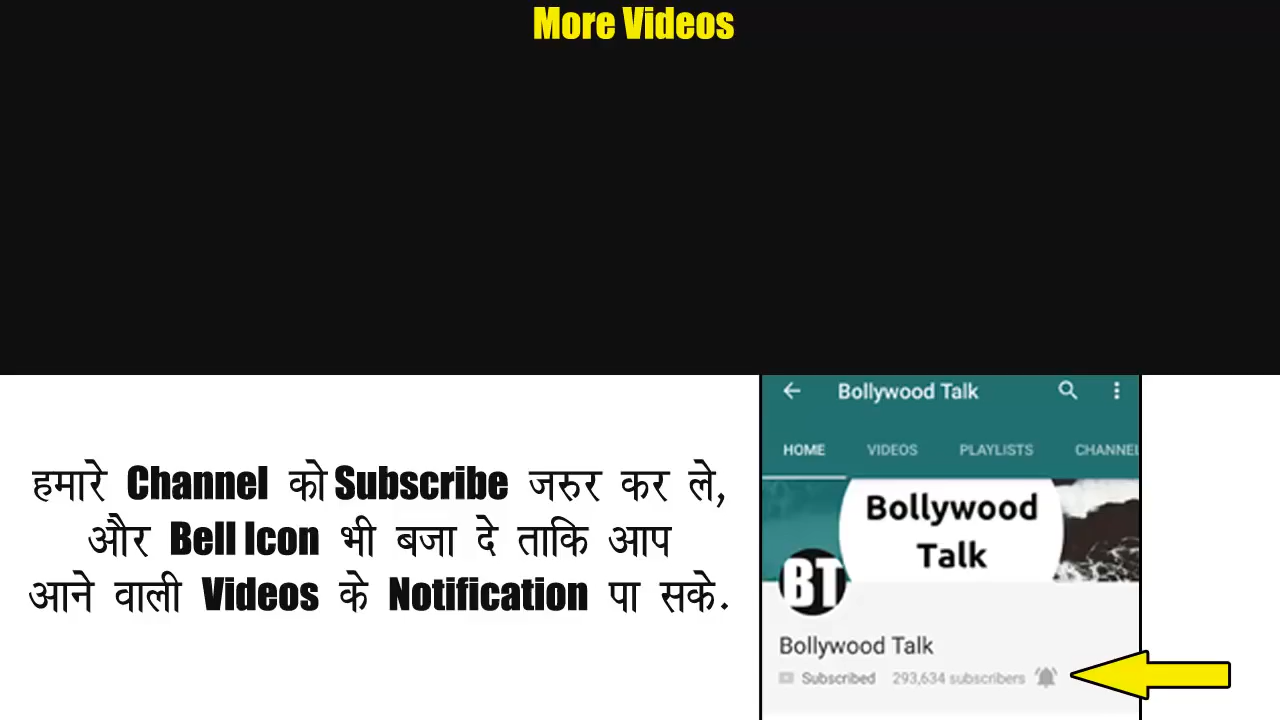 More Videos
हमारे Channel को Subscribe जरुर कर ले,
और Bell Icon भी बजा दे ताकि आप
आने वाली Videos के Notification पा सके.
Bollywood Talk
HOME VIDEOS PLAYLISTS CHANNEL
Bollywood
Talk
BT
Bollywood Talk
Subscribed 293,634 subscribers